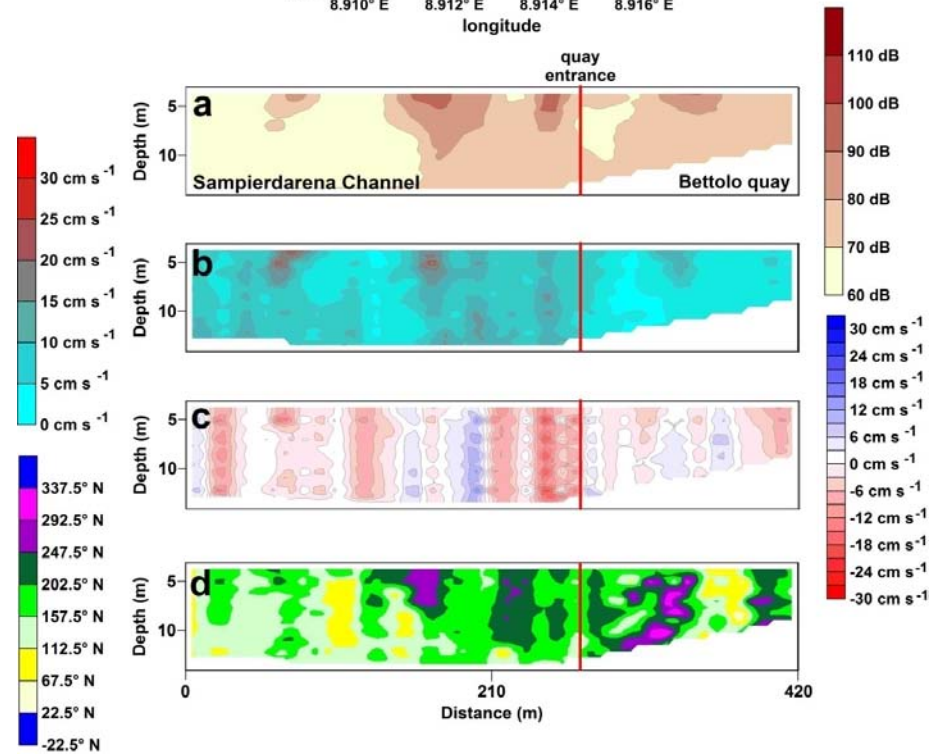 8.910° E 8.912° E 8.914° E 8.916° E
longitude
quay
entrance
a
Depth (m)
5
10
Sampierdarena Channel
Bettolo quay
110 dB
100 dB
90 dB
80 dB
70 dB
60 dB
30 cm s -1
25 cm s -1
20 cm s -1
15 cm s -1
10 cm s -1
5 cm s -1
0 cm s -1
b
Depth (m)
5
10
c
Depth (m)
5
10
30 cm s -1
24 cm s -1
18 cm s -1
12 cm s -1
6 cm s -1
0 cm s -1
-6 cm s -1
-12 cm s -1
-18 cm s -1
-24 cm s -1
-30 cm s -1
337.5° N
292.5° N
247.5° N
202.5° N
157.5° N
112.5° N
67.5° N
22.5° N
-22.5° N
d
Depth (m)
5
10
0 210 420
Distance (m)